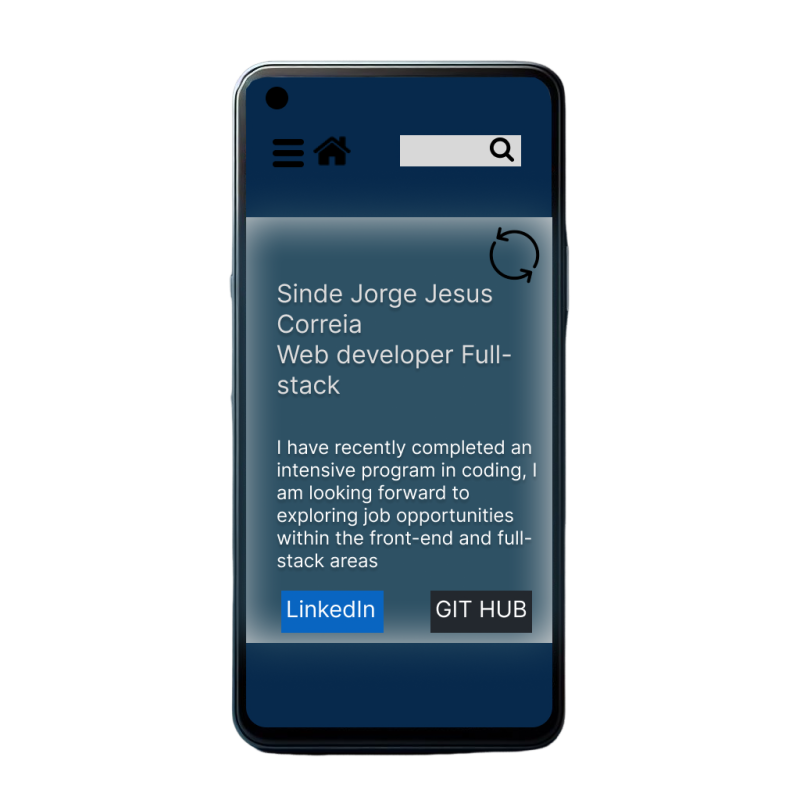 Sinde Jorge Jesus
Correia
Web developer Full-
stack
I have recently completed an
intensive program in coding, I
am looking forward to
exploring job opportunities
within the front-end and full-
stack areas
LinkedIn
GIT HUB